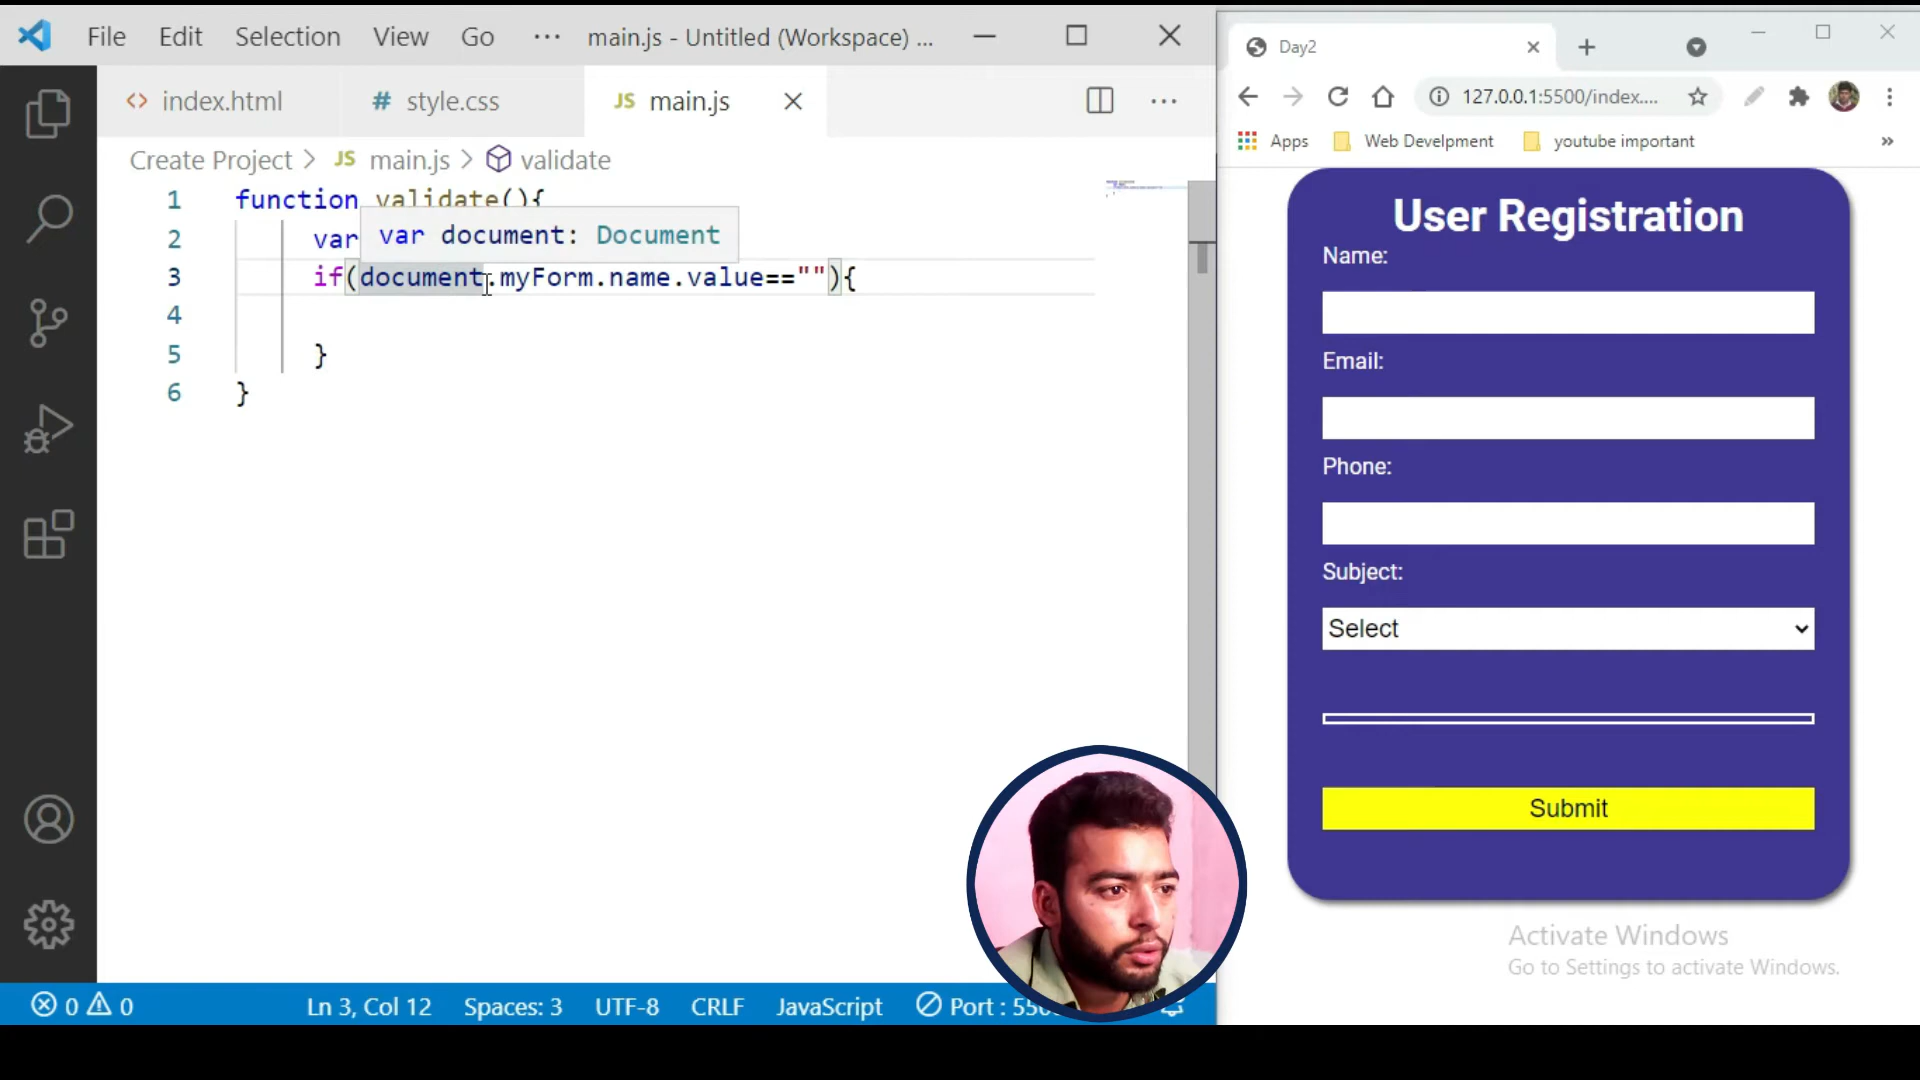 File Edit Selection View Go ··· main.js - Untitled (Workspace) ...
<> index.html # style.css JS main.js
Create Project > JS main.js > validate
1 function validate(){
var document: Document
2 var
3 if(document.myForm.name.value==""){
4
5 }
6 }
0 0 Ln 3, Col 12 Spaces: 3 UTF-8 CRLF JavaScript Port :
Day2
127.0.0.1:5500/index....
Apps Web Develpment youtube important »
User Registration
Name:
Email:
Phone:
Subject:
Select
Submit
Activate Windows
Go to Settings to activate Windows.